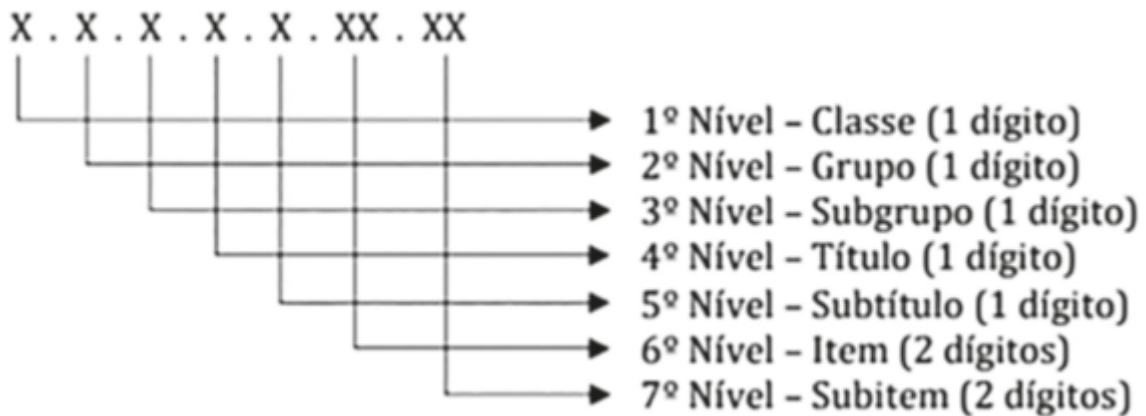 X . X . X . X . X . XX . XX
1º Nível – Classe (1 dígito)
2º Nível – Grupo (1 dígito)
3º Nível – Subgrupo (1 dígito)
4º Nível – Título (1 dígito)
5º Nível – Subtítulo (1 dígito)
6º Nível – Item (2 dígitos)
7º Nível – Subitem (2 dígitos)